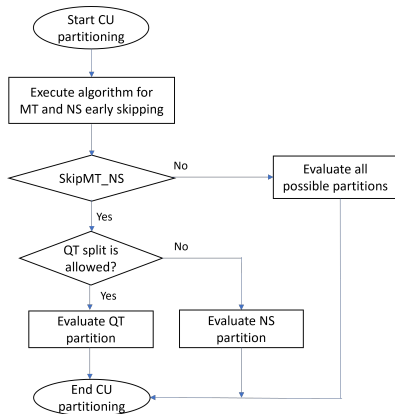 Start CU
partitioning
Execute algorithm for
MT and NS early skipping
SkipMT_NS
No
Evaluate all
possible partitions
Yes
QT split is
allowed?
No
Yes
Evaluate QT
partition
Evaluate NS
partition
End CU
partitioning